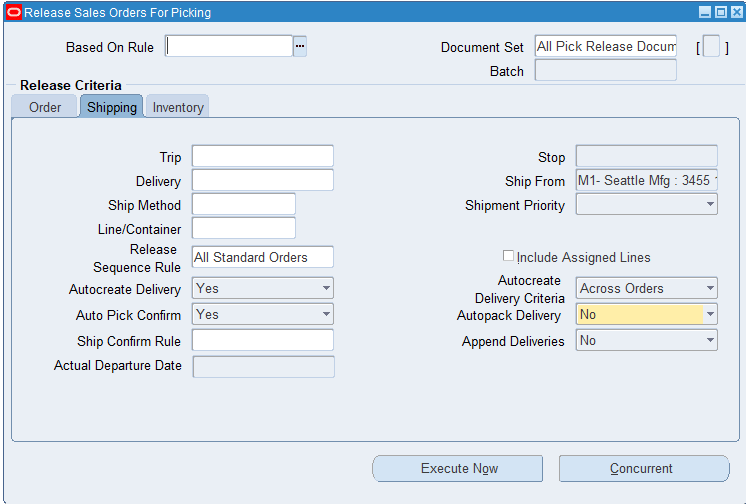 Release Sales Orders For Picking
Based On Rule
Document Set All Pick Release Docum [ ]
Batch
Release Criteria
Order Shipping Inventory
Trip Stop
Delivery Ship From M1- Seattle Mfg : 3455
Ship Method Shipment Priority
Line/Container
Release Sequence Rule All Standard Orders Include Assigned Lines
Autocreate Delivery Yes Autocreate Delivery Criteria Across Orders
Auto Pick Confirm Yes Autopack Delivery No
Ship Confirm Rule Append Deliveries No
Actual Departure Date
Execute Now Concurrent